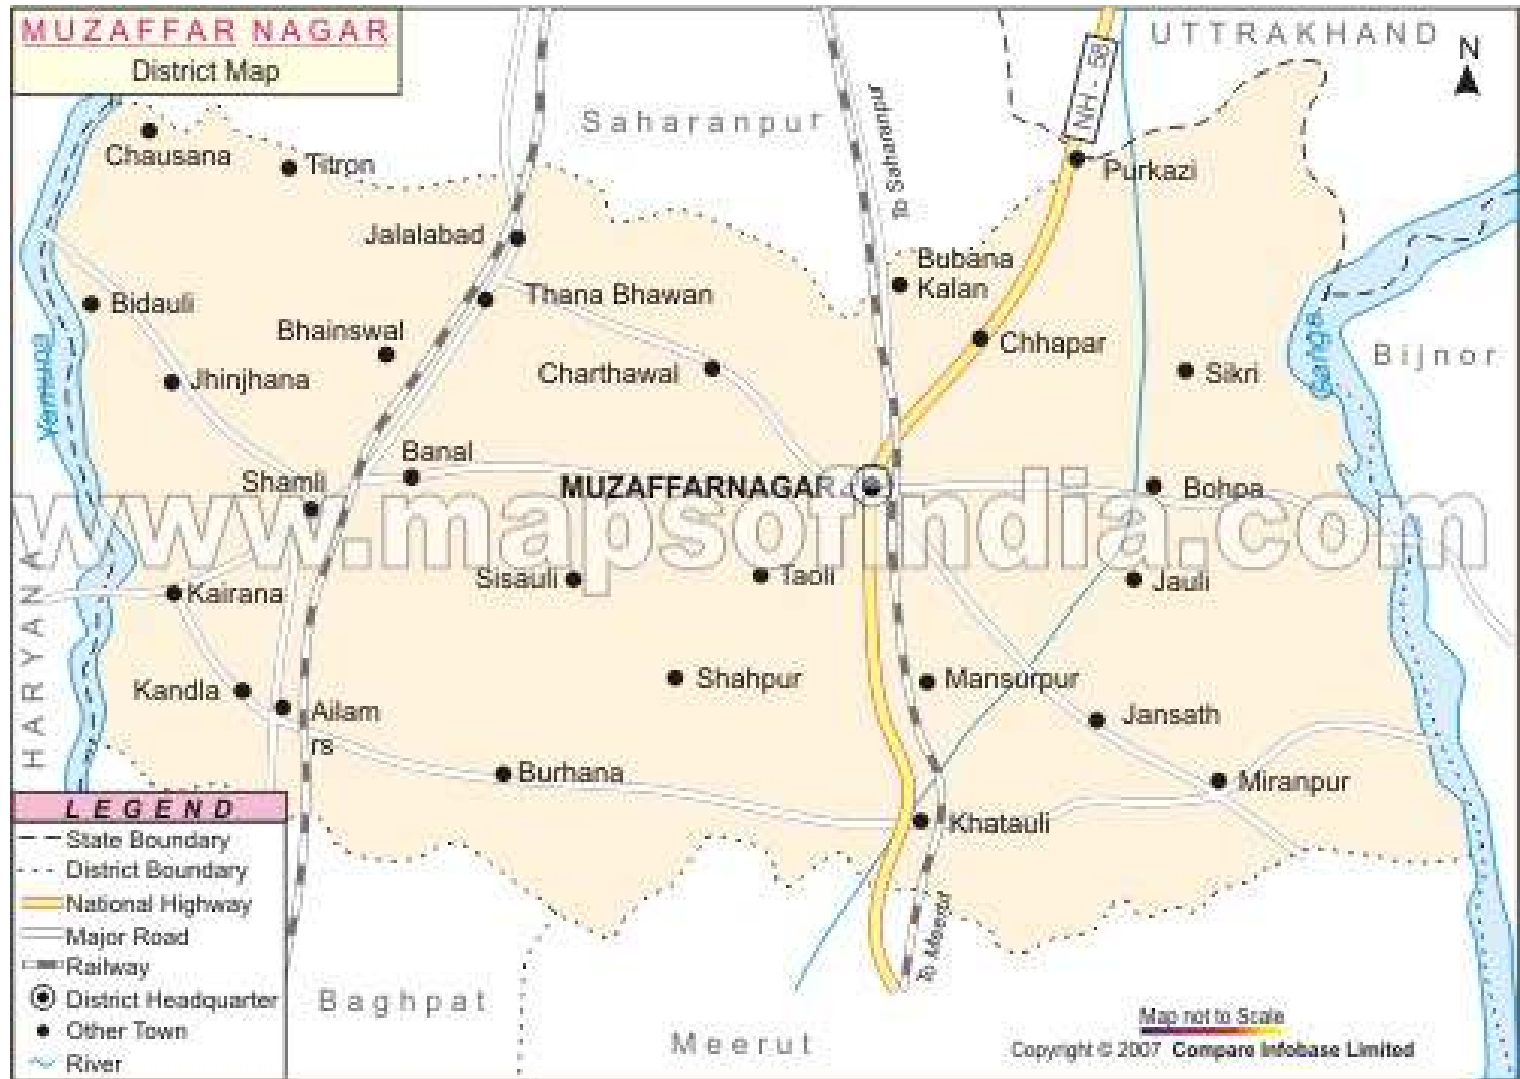 MUZAFFAR NAGAR
District Map
UTTRAKHAND
N
NH - 58
Saharanpur
To Saharanpur
Chausana
Titron
Purkazi
Jalalabad
Bubana
Kalan
Bidauli
Thana Bhawan
Bhainswal
Chhapar
Yamuna
Ganga
Bijnor
Jhinjhana
Charthawal
Sikri
Banal
Shamli
MUZAFFARNAGAR
Bohpa
www.mapsofindia.com
Sisauli
Taoli
Jauli
Kairana
HARYANA
Kandla
Shahpur
Mansurpur
Ailam
rs
Jansath
Burhana
Miranpur
Khatauli
LEGEND
State Boundary
District Boundary
National Highway
Major Road
Railway
District Headquarter
Other Town
River
To Meerut
Baghpat
Meerut
Map not to Scale
Copyright © 2007 Compare Infobase Limited